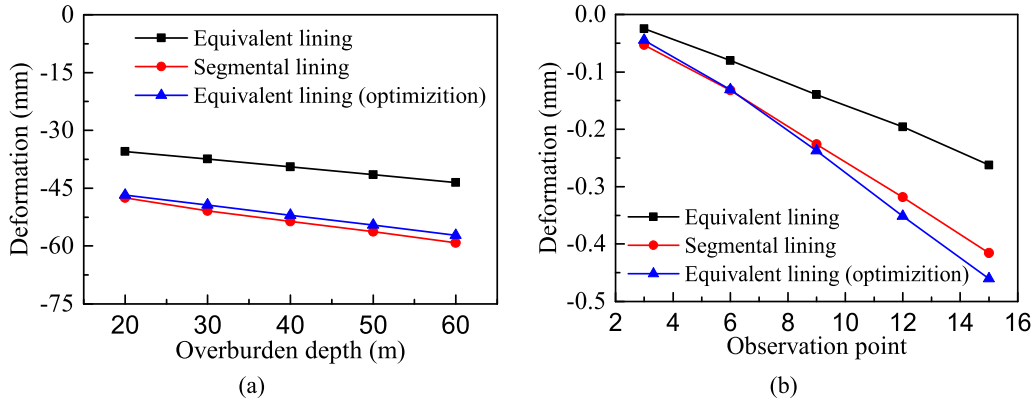 0
-15
-30
-45
-60
-75
Deformation (mm)
Equivalent lining
Segmental lining
Equivalent lining (optimizition)
20 30 40 50 60
Overburden depth (m)
(a)
0.0
-0.1
-0.2
-0.3
-0.4
-0.5
Deformation (mm)
Equivalent lining
Segmental lining
Equivalent lining (optimizition)
2 4 6 8 10 12 14 16
Observation point
(b)